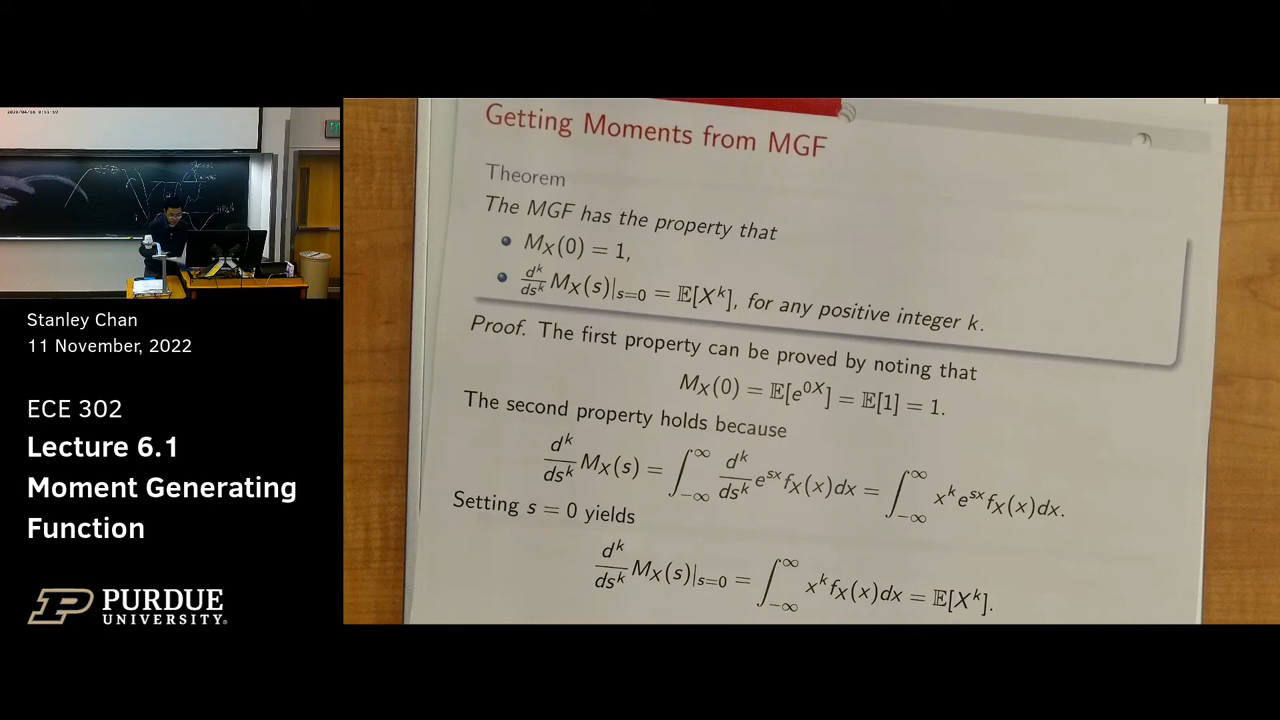 Stanley Chan
11 November, 2022
ECE 302
Lecture 6.1
Moment Generating
Function
PURDUE
UNIVERSITY®
Getting Moments from MGF
Theorem
The MGF has the property that
• M_X(0) = 1,
• d^k/ds^k M_X(s)|_{s=0} = 𝔼[X^k], for any positive integer k.
Proof. The first property can be proved by noting that
M_X(0) = 𝔼[e^{0X}] = 𝔼[1] = 1.
The second property holds because
d^k/ds^k M_X(s) = ∫_{-∞}^{∞} d^k/ds^k e^{sx} f_X(x)dx = ∫_{-∞}^{∞} x^k e^{sx} f_X(x)dx.
Setting s = 0 yields
d^k/ds^k M_X(s)|_{s=0} = ∫_{-∞}^{∞} x^k f_X(x)dx = 𝔼[X^k].